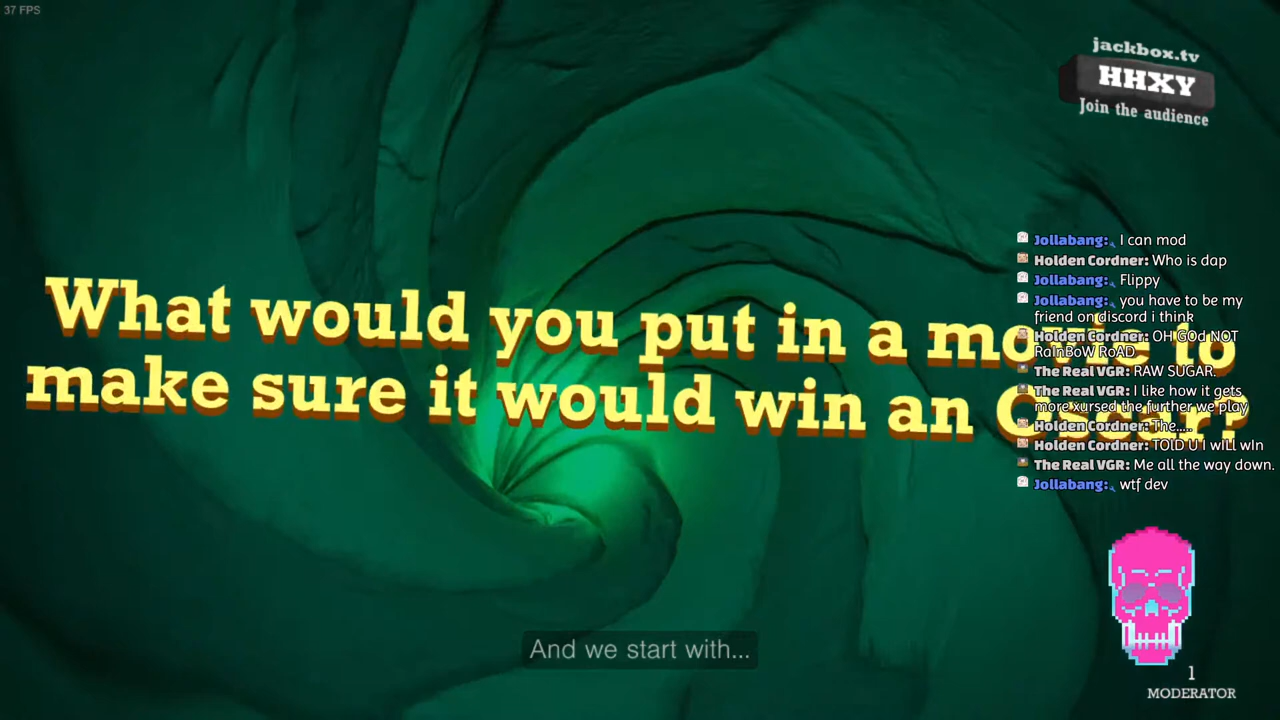 37 FPS
jackbox.tv
HHXY
Join the audience
What would you put in a movie to
make sure it would win an Oscar?
Jollabang: I can mod
Holden Cordner: Who is dap
Jollabang: Flippy
Jollabang: you have to be my
friend on discord i think
Holden Cordner: OH GOd NOT
RaInBoW RoAD
The Real VGR: RAW SUGAR.
The Real VGR: I like how it gets
more xursed the further we play
Holden Cordner: The....
Holden Cordner: TOlD U I wILL wIn
The Real VGR: Me all the way down.
Jollabang: wtf dev
And we start with...
1
MODERATOR